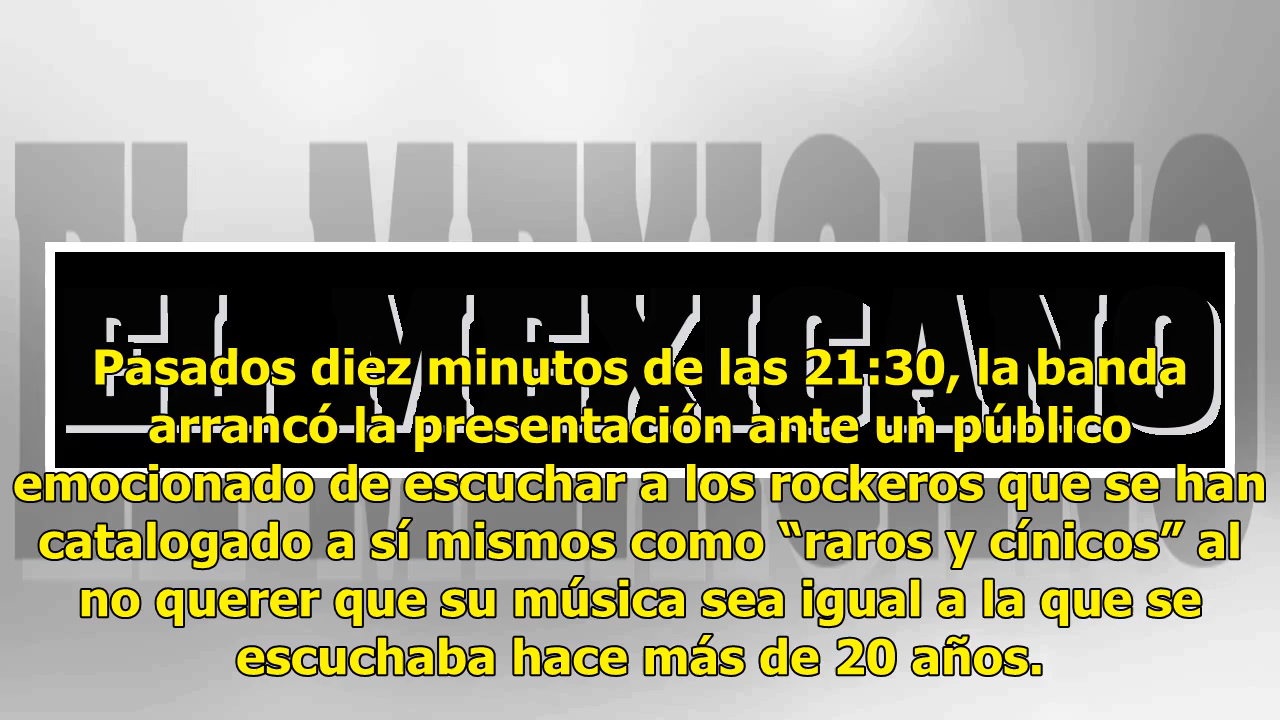 EL MEXICANO
EL MEXICANO
Pasados diez minutos de las 21:30, la banda
arrancó la presentación ante un público
emocionado de escuchar a los rockeros que se han
catalogado a sí mismos como “raros y cínicos” al
no querer que su música sea igual a la que se
escuchaba hace más de 20 años.